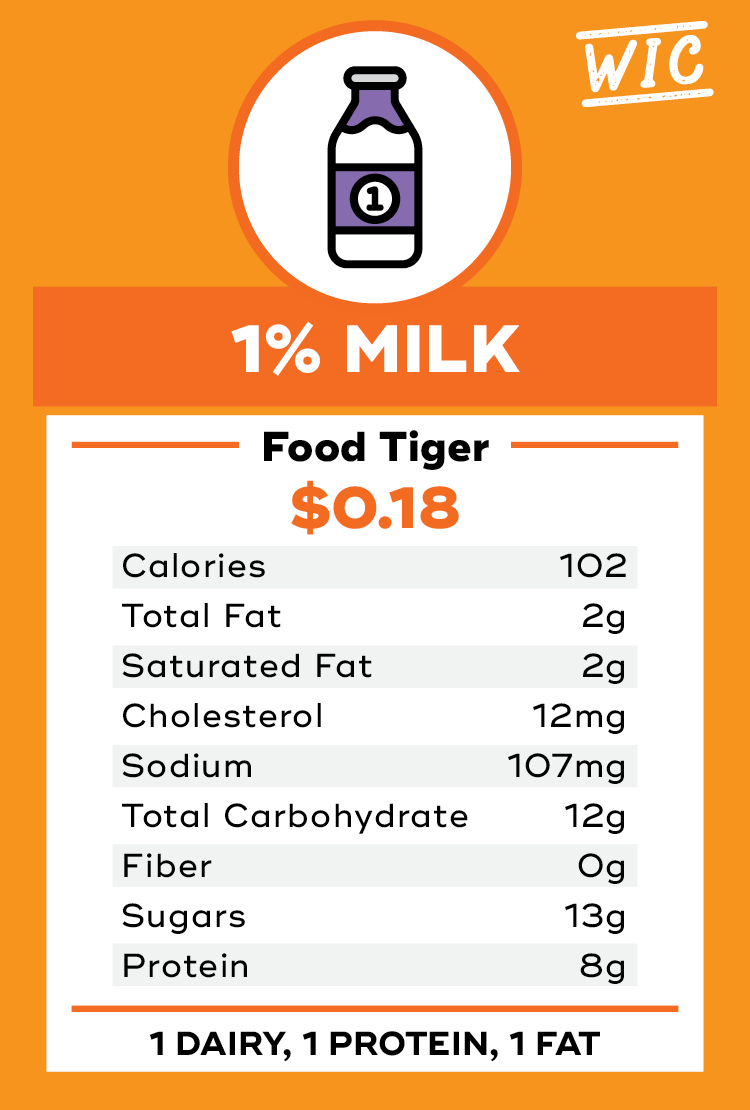 WIC
1
1% MILK
Food Tiger
$0.18
Calories 102
Total Fat 2g
Saturated Fat 2g
Cholesterol 12mg
Sodium 107mg
Total Carbohydrate 12g
Fiber 0g
Sugars 13g
Protein 8g
1 DAIRY, 1 PROTEIN, 1 FAT